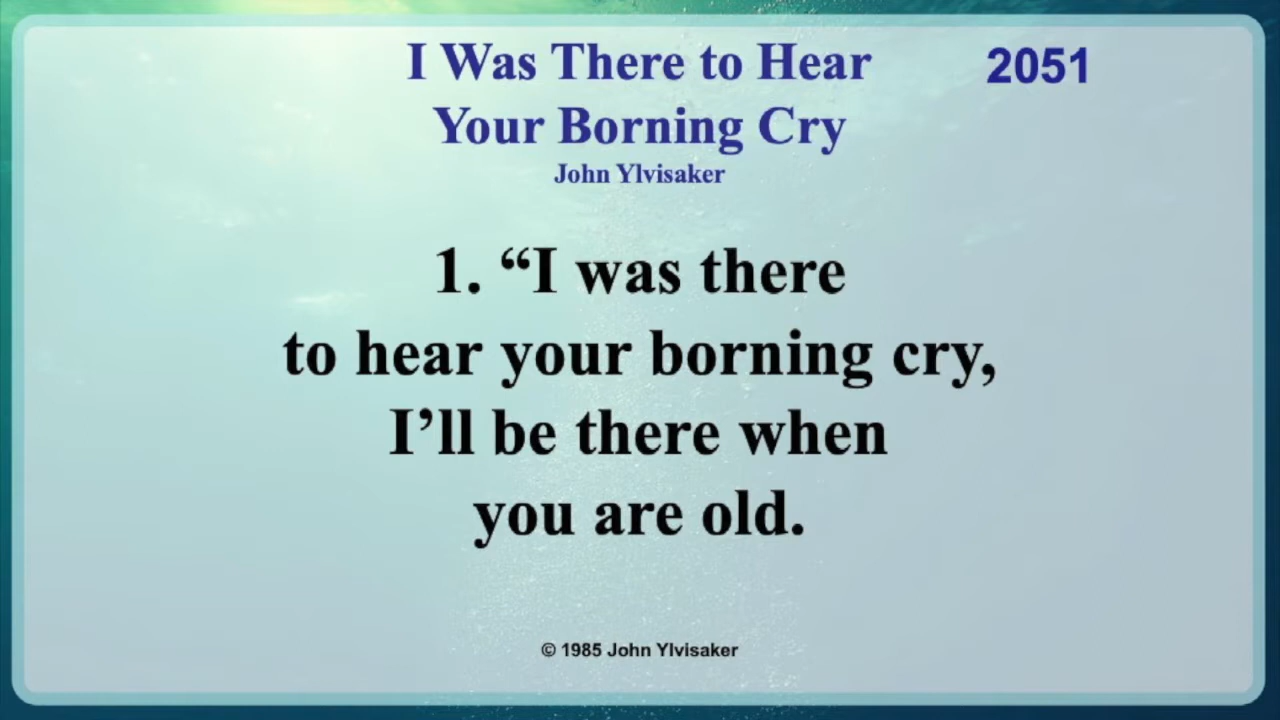 I Was There to Hear 2051
Your Borning Cry
John Ylvisaker
1. “I was there
to hear your borning cry,
I’ll be there when
you are old.
© 1985 John Ylvisaker